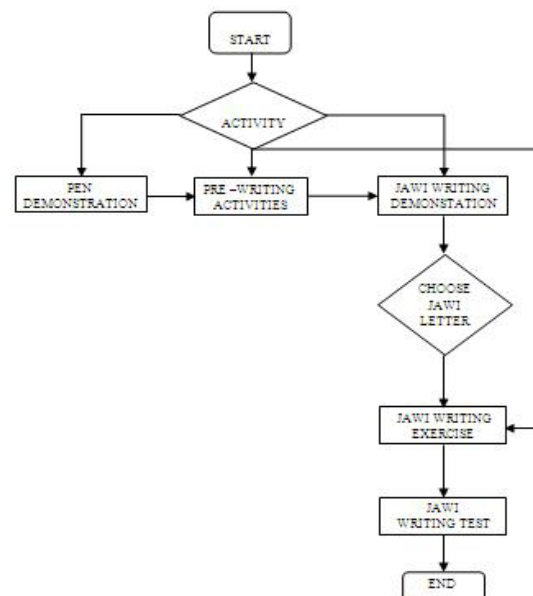 START
ACTIVITY
PEN
DEMONSTRATION
PRE –WRITING
ACTIVITIES
JAWI WRITING
DEMONSTATION
CHOOSE
JAWI
LETTER
JAWI WRITING
EXERCISE
JAWI
WRITING TEST
END